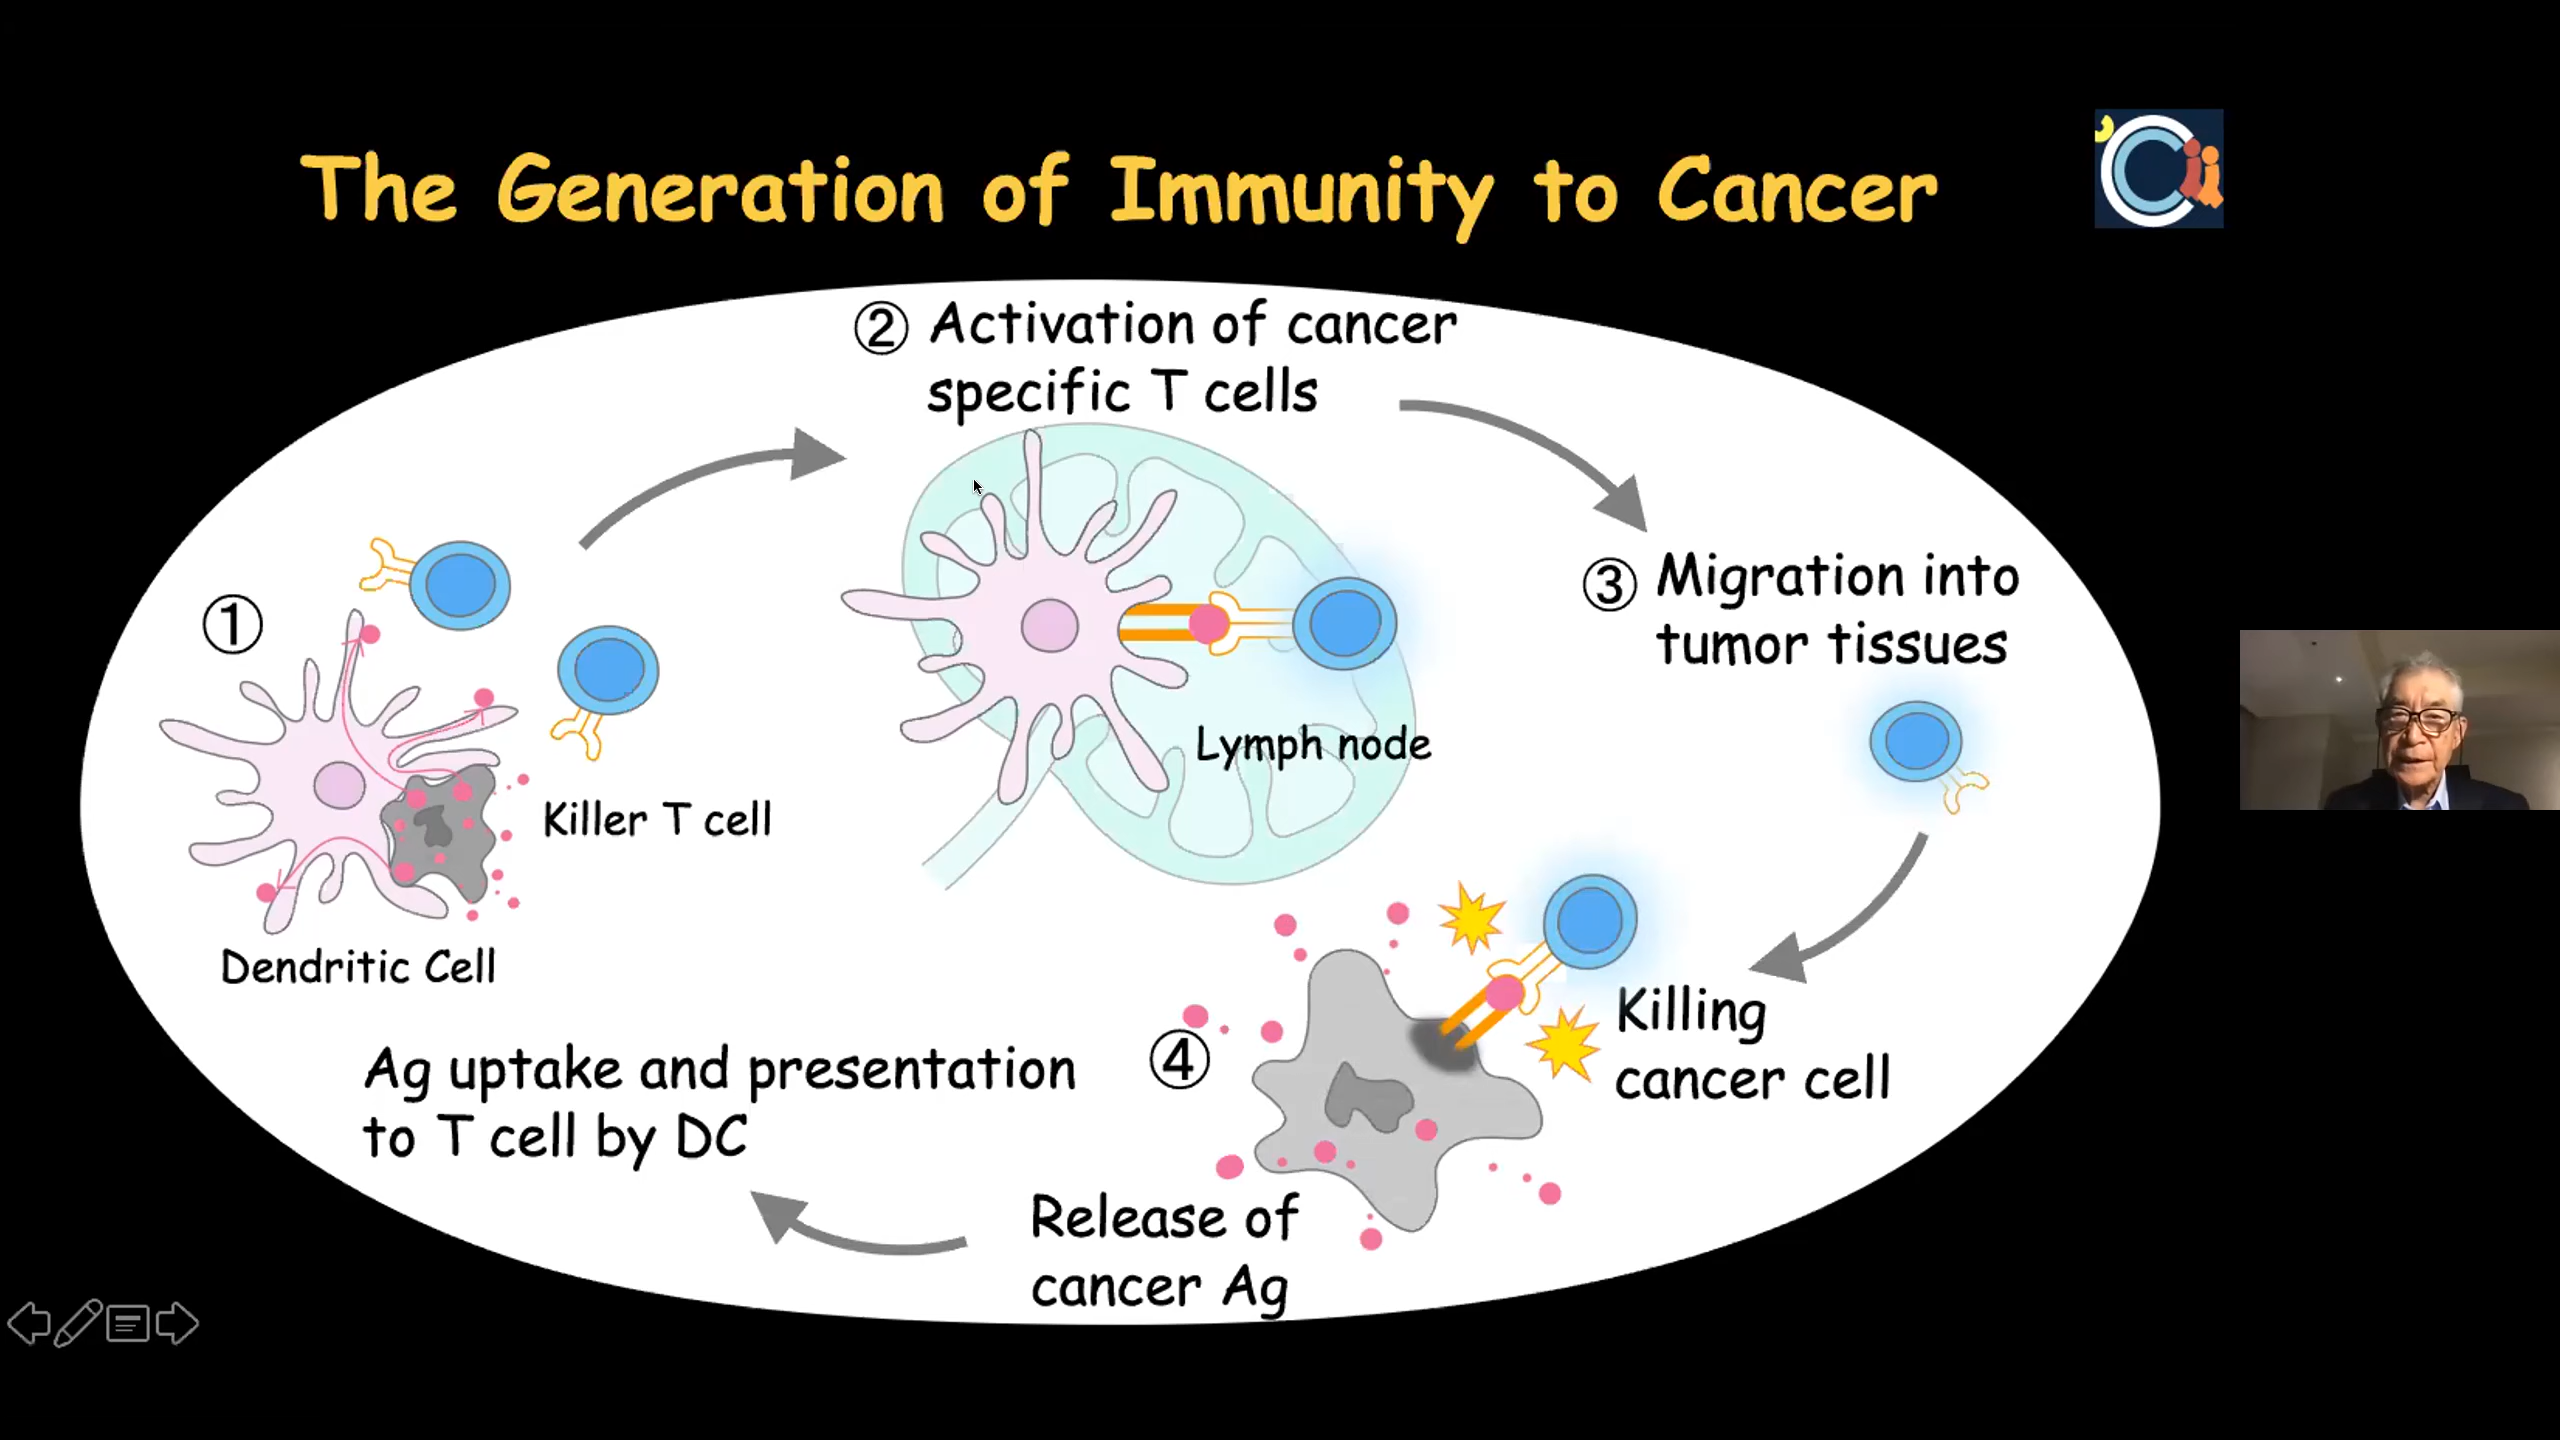 The Generation of Immunity to Cancer
② Activation of cancer
specific T cells
③ Migration into
tumor tissues
①
Lymph node
Killer T cell
Dendritic Cell
④
Killing
cancer cell
Ag uptake and presentation
to T cell by DC
Release of
cancer Ag